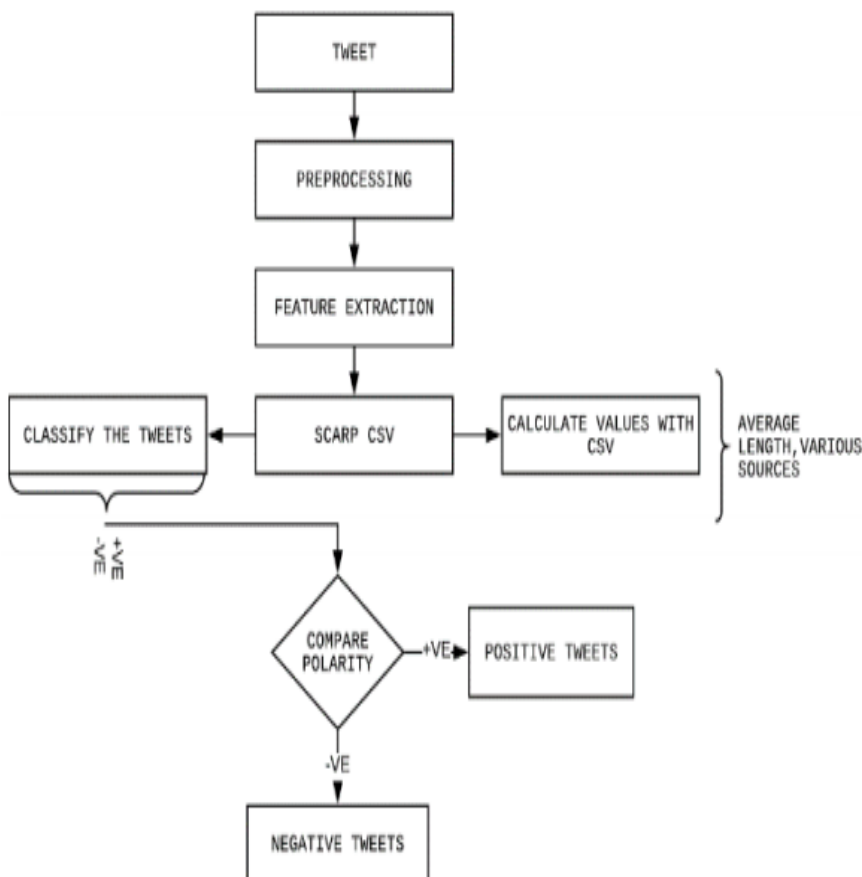 TWEET
PREPROCESSING
FEATURE EXTRACTION
CLASSIFY THE TWEETS
SCARP CSV
CALCULATE VALUES WITH
CSV
AVERAGE
LENGTH,VARIOUS
SOURCES
+VE
-VE
COMPARE
POLARITY
+VE
POSITIVE TWEETS
-VE
NEGATIVE TWEETS